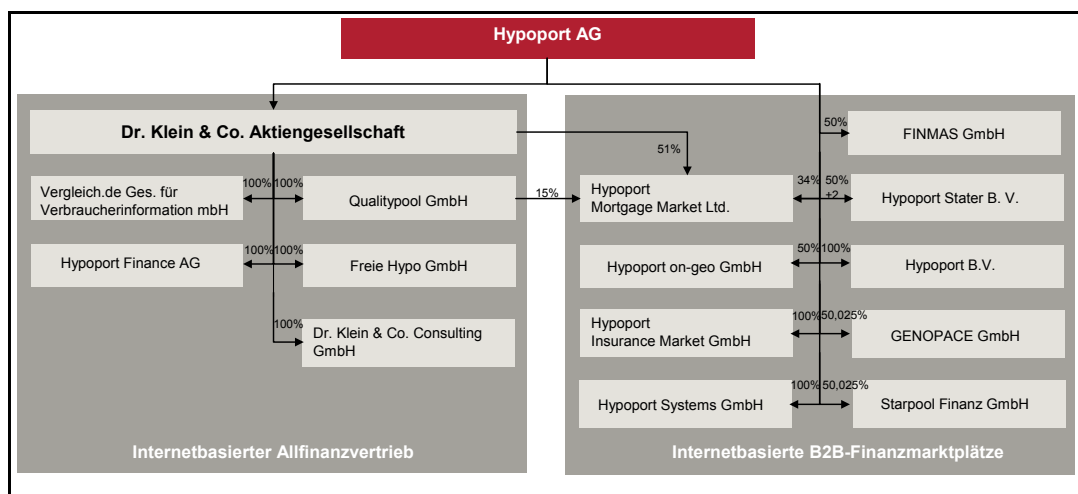 Hypoport AG
Dr. Klein & Co. Aktiengesellschaft
Vergleich.de Ges. für
Verbraucherinformation mbH
100%
100%
Qualitypool GmbH
Hypoport Finance AG
100%
100%
Freie Hypo GmbH
100%
Dr. Klein & Co. Consulting
GmbH
Internetbasierter Allfinanzvertrieb
51%
15%
50%
FINMAS GmbH
Hypoport
Mortgage Market Ltd.
34%
50%
+2
Hypoport Stater B. V.
Hypoport on-geo GmbH
50%
100%
Hypoport B.V.
Hypoport
Insurance Market GmbH
100%
50,025%
GENOPACE GmbH
Hypoport Systems GmbH
100%
50,025%
Starpool Finanz GmbH
Internetbasierte B2B-Finanzmarktplätze